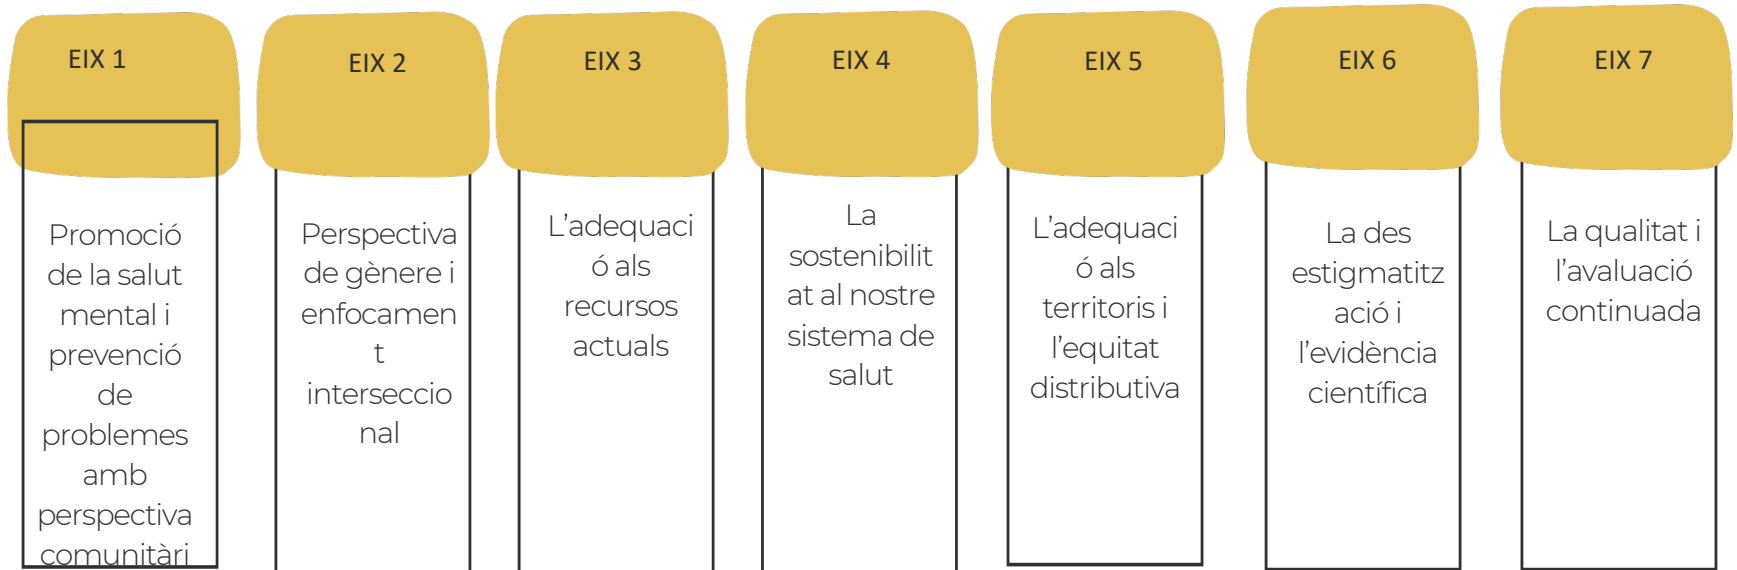 EIX 1
Promoció
de la salut
mental i
prevenció
de
problemes
amb
perspectiva
comunitàri
EIX 2
Perspectiva
de gènere i
enfocamen
t
interseccio
nal
EIX 3
L’adequaci
ó als
recursos
actuals
EIX 4
La
sostenibilit
at al nostre
sistema de
salut
EIX 5
L’adequaci
ó als
territoris i
l’equitat
distributiva
EIX 6
La des
estigmatitz
ació i
l’evidència
científica
EIX 7
La qualitat i
l’avaluació
continuada